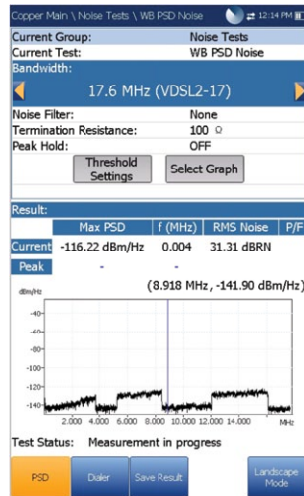 Copper Main \ Noise Tests \ WB PSD Noise 12:14 PM
Current Group: Noise Tests
Current Test: WB PSD Noise
Bandwidth:
17.6 MHz (VDSL2-17)
Noise Filter: None
Termination Resistance: 100 Ω
Peak Hold: OFF
Threshold Settings Select Graph
Result:
Max PSD f (MHz) RMS Noise P/F
Current -116.22 dBm/Hz 0.004 31.31 dBRN
Peak - -
(8.918 MHz, -141.90 dBm/Hz)
dBm/Hz
-40-
-60-
-80-
-100-
-120-
-140-
2.000 4.000 6.000 8.000 10.000 12.000 14.000 MHz
Test Status: Measurement in progress
PSD Dialer Save Result Landscape Mode